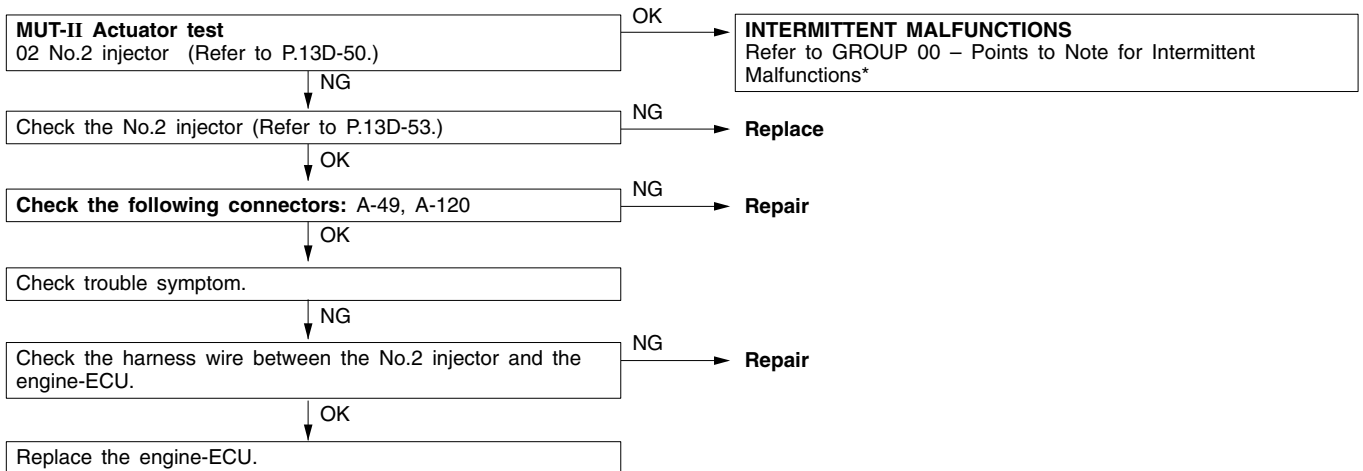 MUT-II Actuator test
02 No.2 injector (Refer to P.13D-50.)
OK
INTERMITTENT MALFUNCTIONS
Refer to GROUP 00 – Points to Note for Intermittent
Malfunctions*
NG
Check the No.2 injector (Refer to P.13D-53.)
NG
Replace
OK
Check the following connectors: A-49, A-120
NG
Repair
OK
Check trouble symptom.
NG
Check the harness wire between the No.2 injector and the
engine-ECU.
NG
Repair
OK
Replace the engine-ECU.